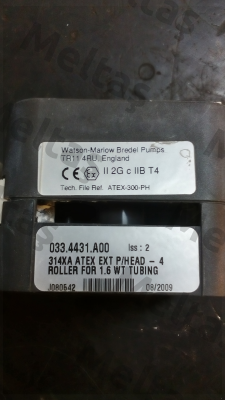 Watson-Marlow Bredel Pumps
TR11 4RU, England
II 2G c IIB T4
Tech. File Ref. ATEX-300-PH
033.4431.A00 Iss: 2
314XA ATEX EXT P/HEAD - 4
ROLLER FOR 1.6 WT TUBING
J080542 08/2009